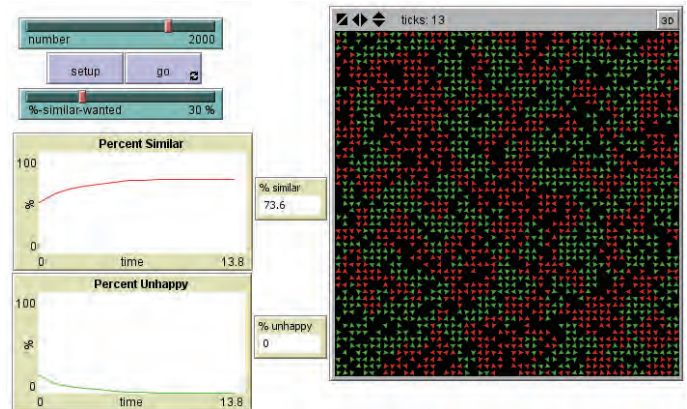 number 2000
setup go
%-similar-wanted 30 %
Percent Similar
100
%
0
0 time 13.8
% similar
73.6
Percent Unhappy
100
%
0
0 time 13.8
% unhappy
0
ticks: 13 3D